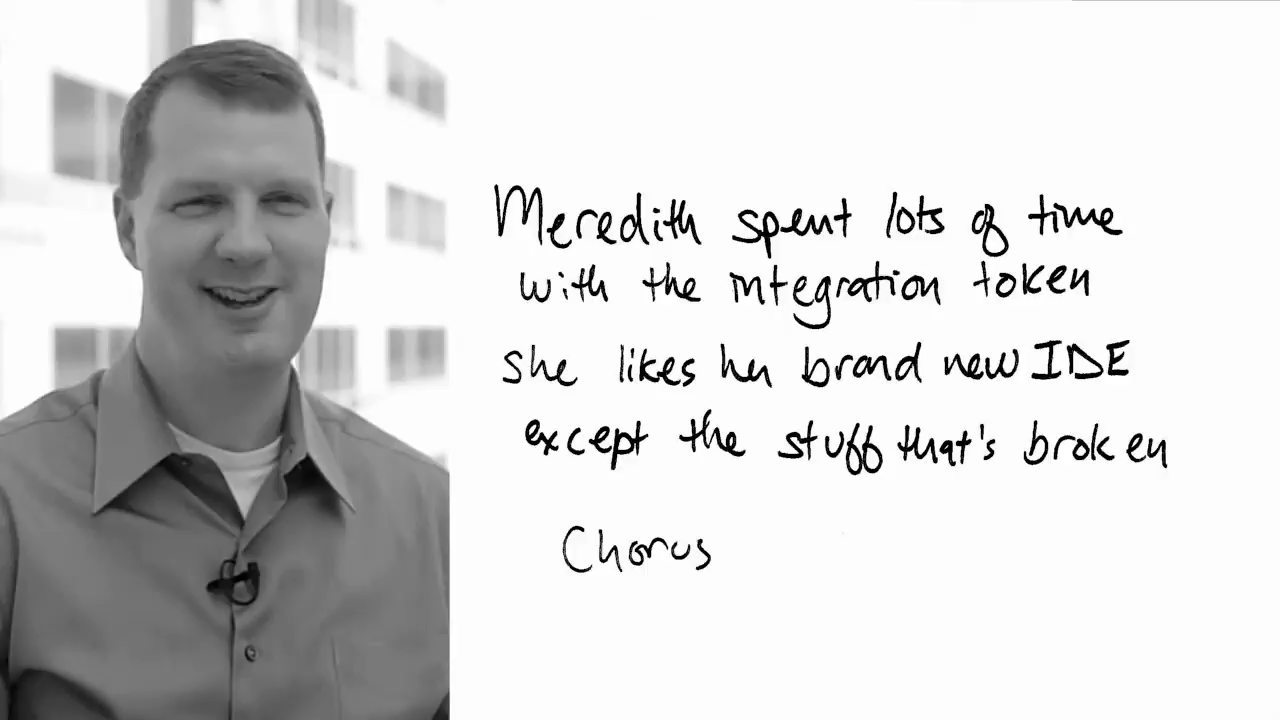 Meredith spent lots of time
with the integration token
she likes her brand new IDE
except the stuff that's broken
Chorus